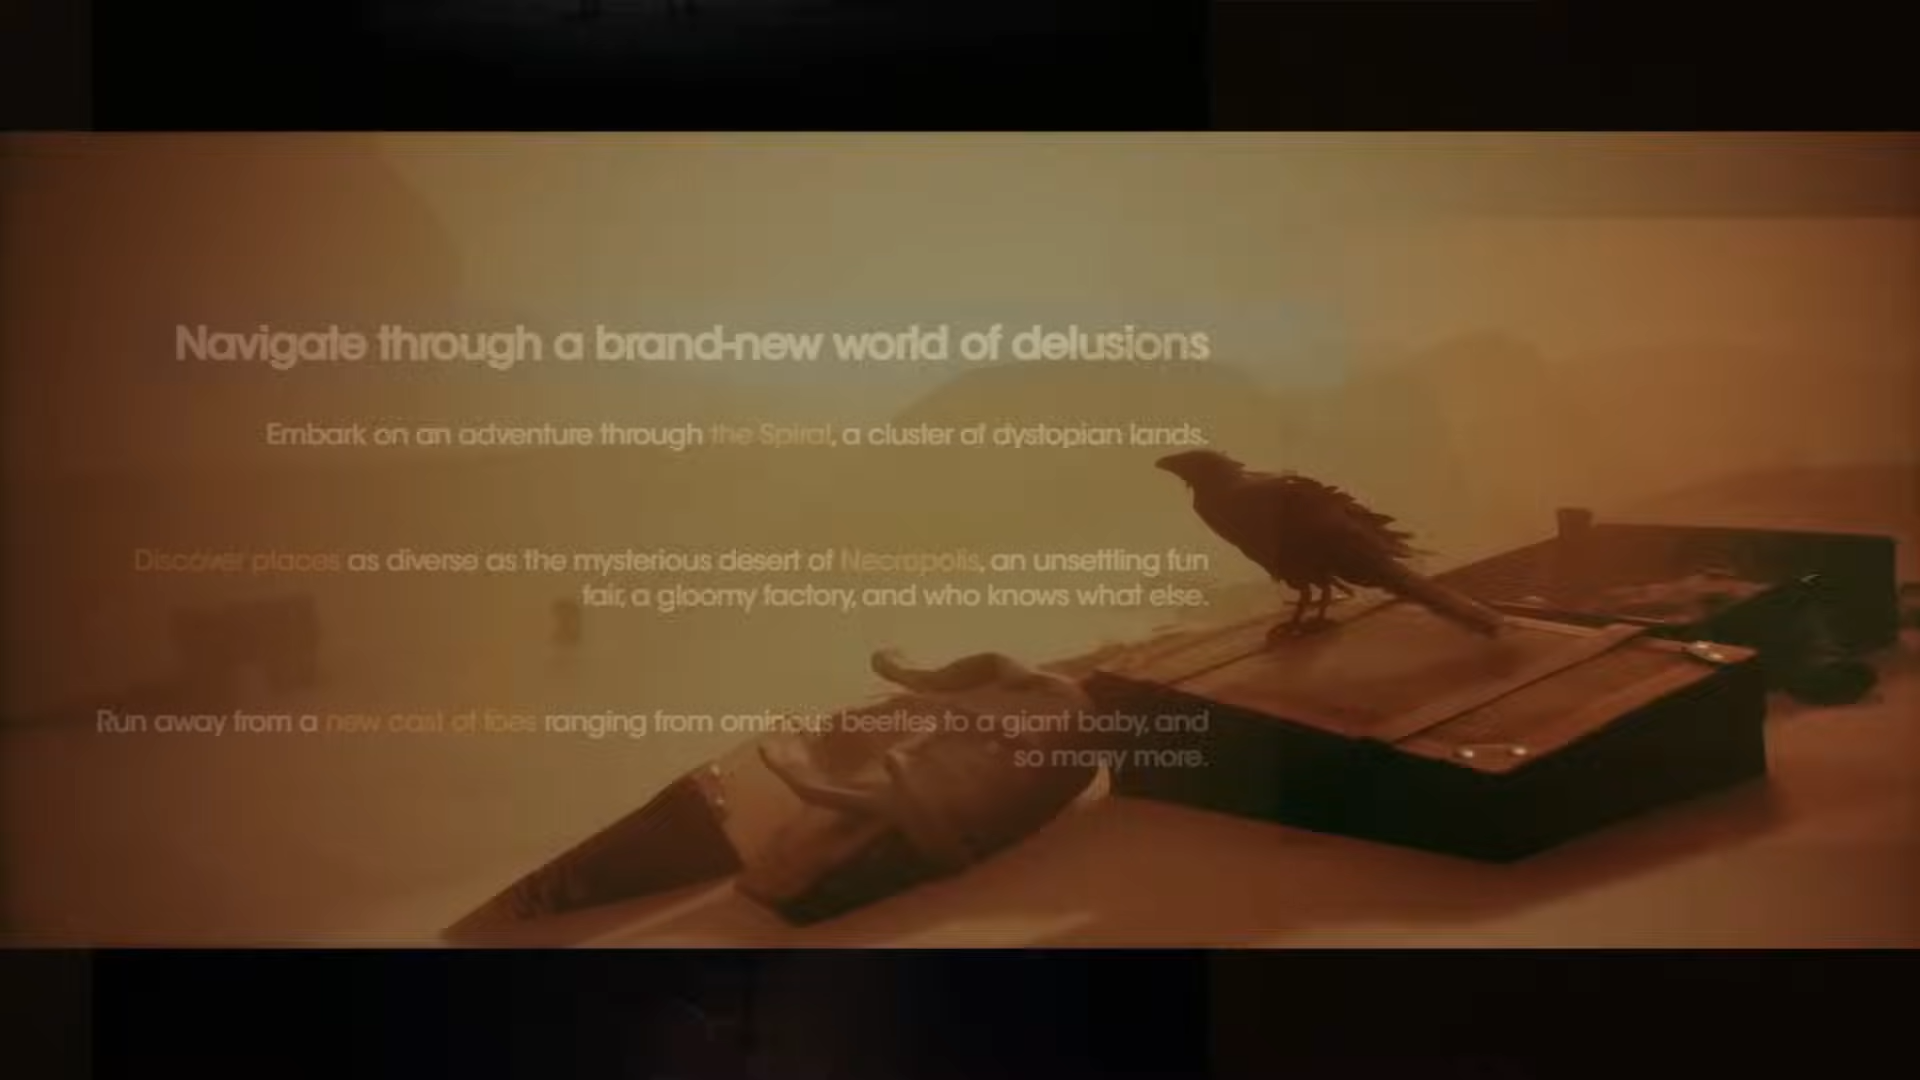 Navigate through a brand-new world of delusions
Embark on an adventure through the Spiral, a cluster of dystopian lands.
Discover places as diverse as the mysterious desert of Necropolis, an unsettling fun
fair, a gloomy factory, and who knows what else.
Run away from a new cast of foes ranging from ominous beetles to a giant baby, and
so many more.